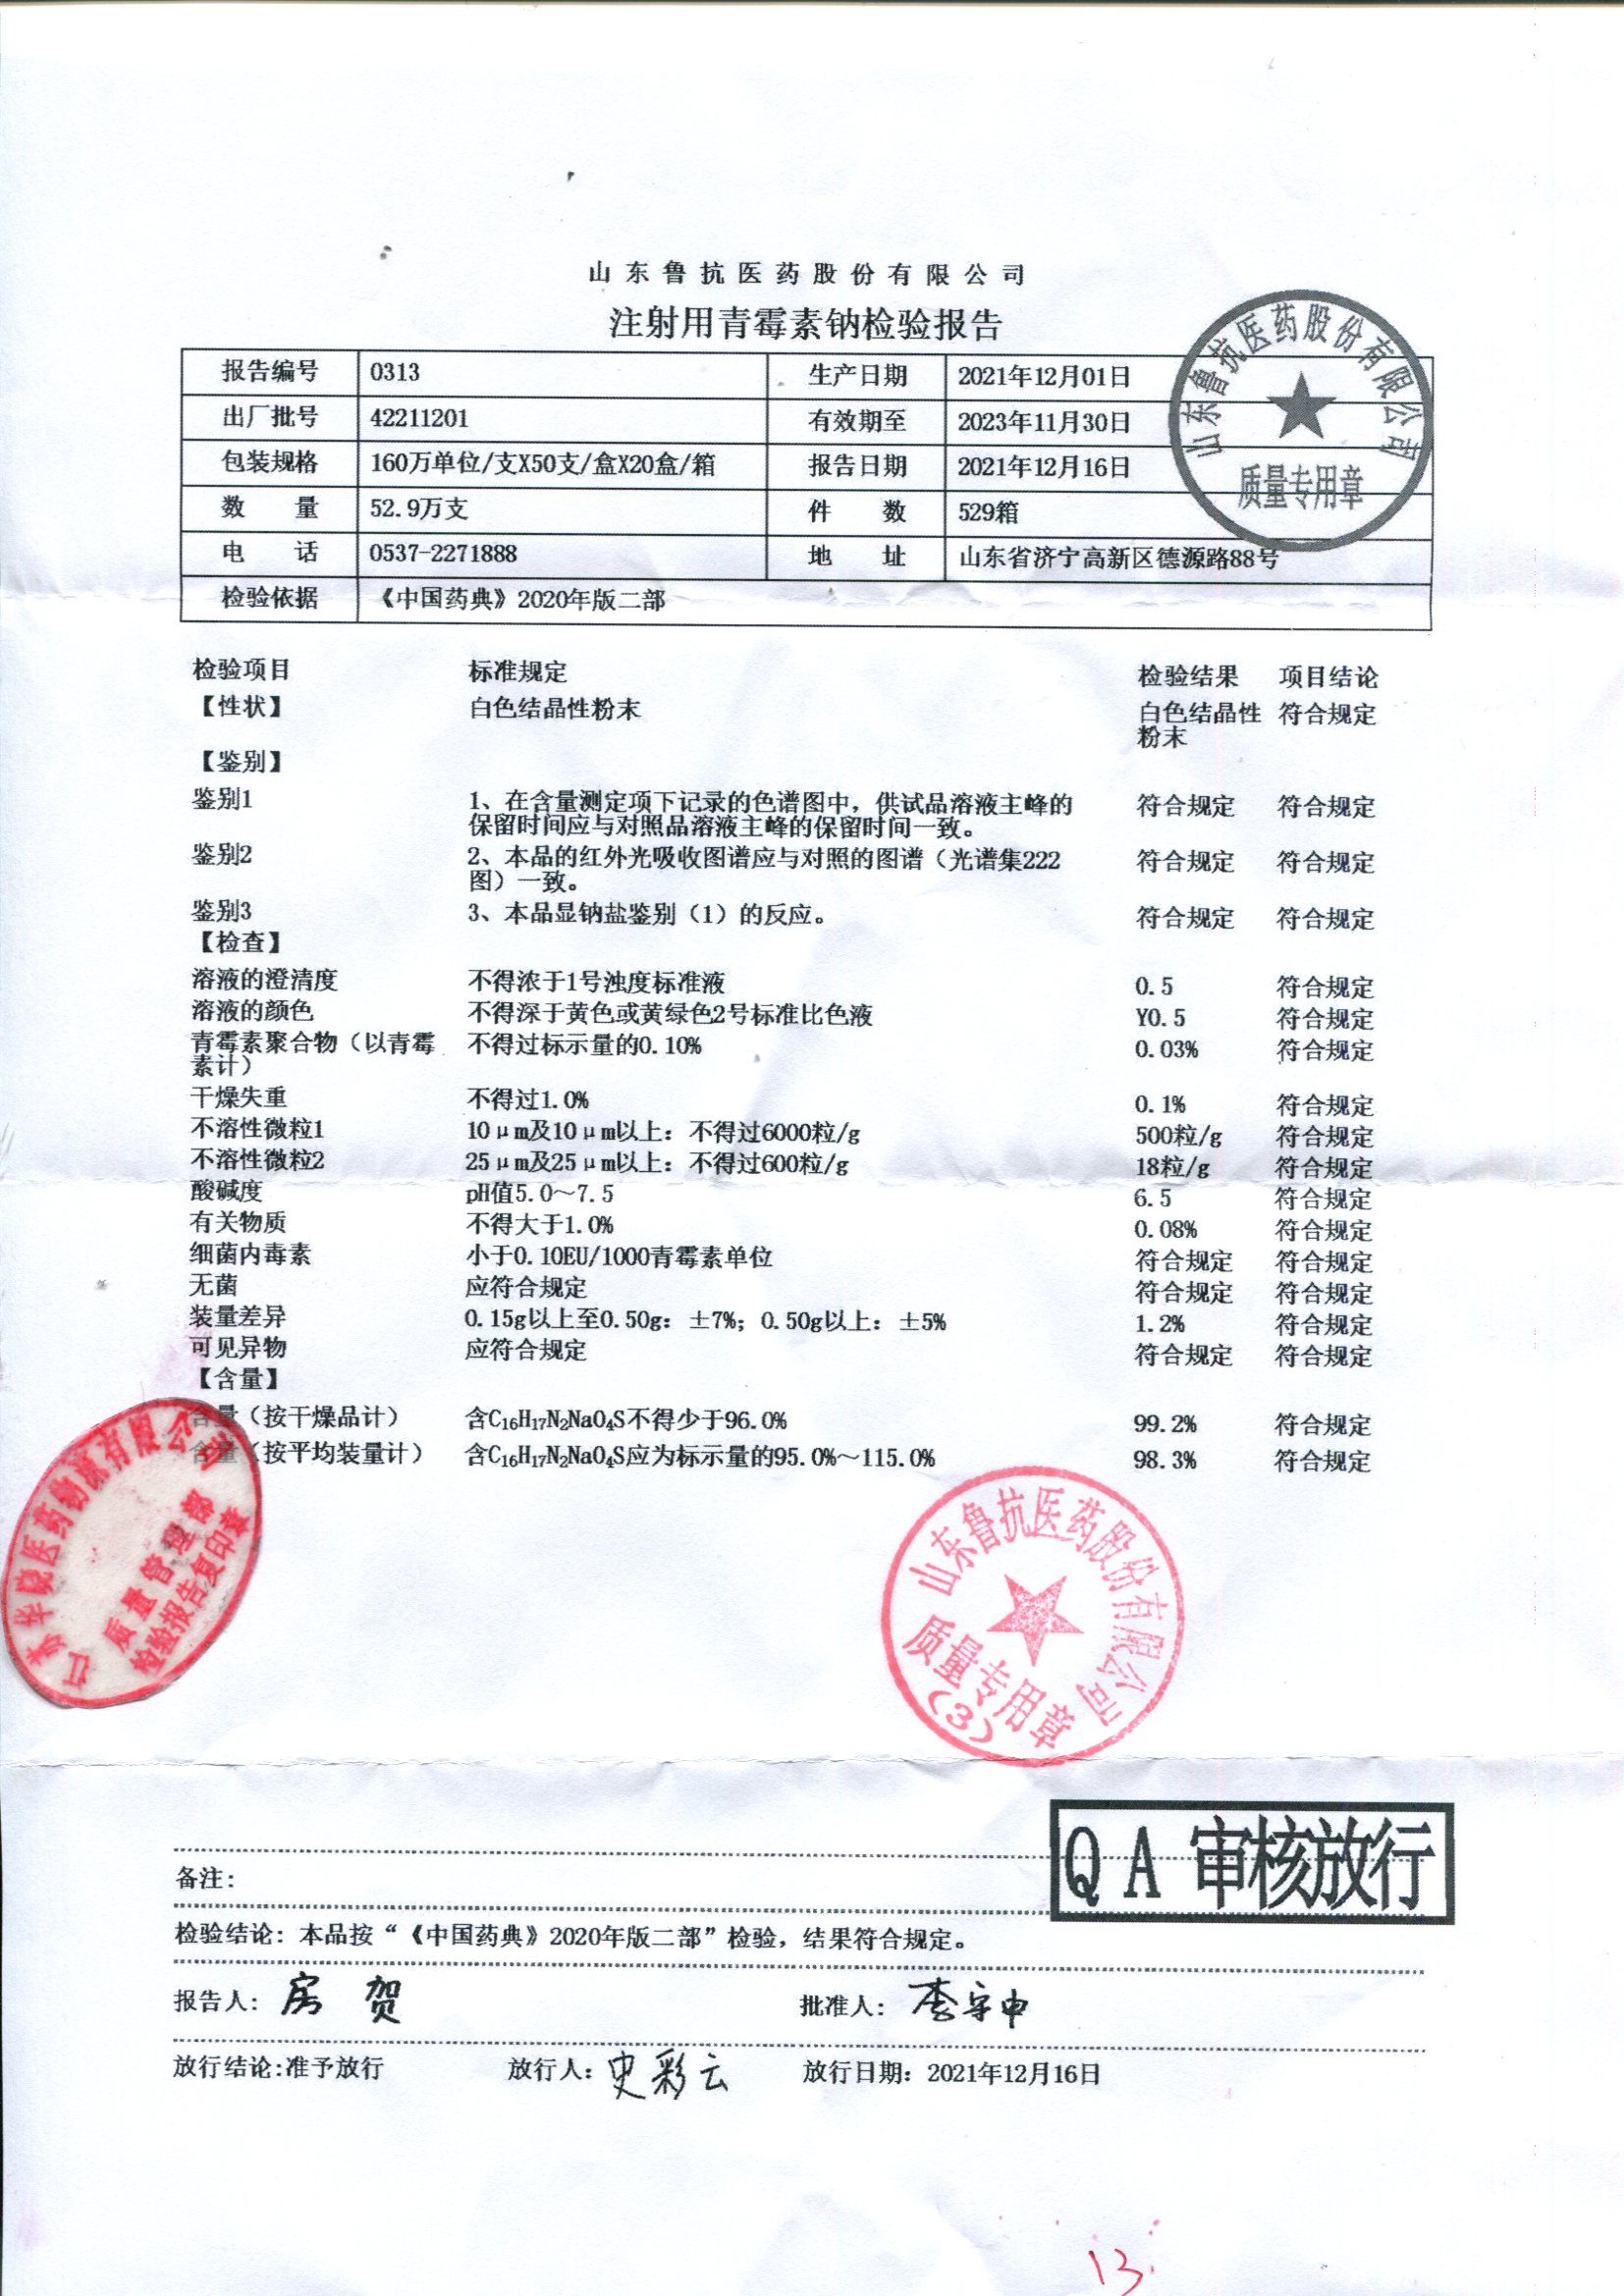 山东鲁抗医药股份有限公司
注射用青霉素钠检验报告
报告编号 0313 生产日期 2021年12月01日
出厂批号 42211201 有效期至 2023年11月30日
包装规格 160万单位/支X50支/盒X20盒/箱 报告日期 2021年12月16日
数量 52.9万支 件数 529箱
电话 0537-2271888 地址 山东省济宁高新区德源路88号
检验依据 《中国药典》2020年版二部
山东鲁抗医药股份有限公司
质量专用章
检验项目 标准规定 检验结果 项目结论
【性状】 白色结晶性粉末 白色结晶性 符合规定
粉末
【鉴别】
鉴别1 1、在含量测定项下记录的色谱图中，供试品溶液主峰的 符合规定 符合规定
保留时间应与对照品溶液主峰的保留时间一致。
鉴别2 2、本品的红外光吸收图谱应与对照的图谱（光谱集222 符合规定 符合规定
图）一致。
鉴别3 3、本品显钠盐鉴别（1）的反应。 符合规定 符合规定
【检查】
溶液的澄清度 不得浓于1号浊度标准液 0.5 符合规定
溶液的颜色 不得深于黄色或黄绿色2号标准比色液 Y0.5 符合规定
青霉素聚合物（以青霉 不得过标示量的0.10% 0.03% 符合规定
素计）
干燥失重 不得过1.0% 0.1% 符合规定
不溶性微粒1 10μm及10μm以上：不得过6000粒/g 500粒/g 符合规定
不溶性微粒2 25μm及25μm以上：不得过600粒/g 18粒/g 符合规定
酸碱度 pH值5.0～7.5 6.5 符合规定
有关物质 不得大于1.0% 0.08% 符合规定
细菌内毒素 小于0.10EU/1000青霉素单位 符合规定 符合规定
无菌 应符合规定 符合规定 符合规定
装量差异 0.15g以上至0.50g：±7%；0.50g以上：±5% 1.2% 符合规定
可见异物 应符合规定 符合规定 符合规定
【含量】
含量（按干燥品计） 含C₁₆H₁₇N₂NaO₄S不得少于96.0% 99.2% 符合规定
含量（按平均装量计） 含C₁₆H₁₇N₂NaO₄S应为标示量的95.0%～115.0% 98.3% 符合规定
江苏华晓医药物流有限公司
质量管理部
检验报告复印章
山东鲁抗医药股份有限公司
质量专用章
(3)
QA 审核放行
备注：
检验结论：本品按“《中国药典》2020年版二部”检验，结果符合规定。
报告人：房贺 批准人：李宇申
放行结论:准予放行 放行人：史彩云 放行日期：2021年12月16日
13